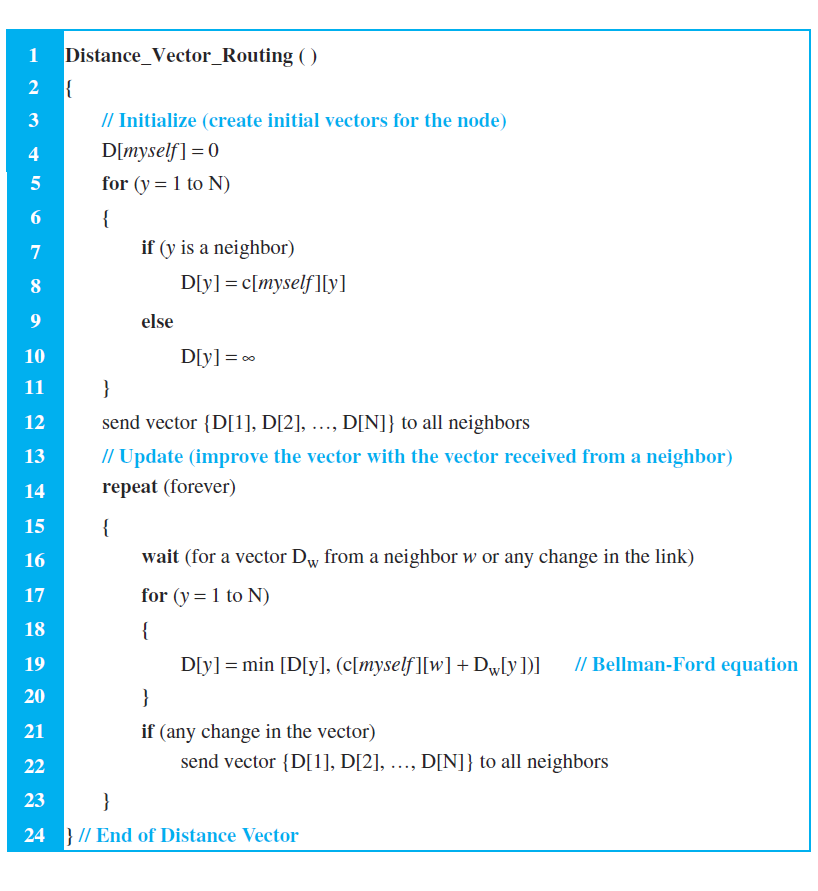 1 Distance_Vector_Routing ( )
2 {
3 // Initialize (create initial vectors for the node)
4 D[myself] = 0
5 for (y = 1 to N)
6 {
7 if (y is a neighbor)
8 D[y] = c[myself][y]
9 else
10 D[y] = ∞
11 }
12 send vector {D[1], D[2], …, D[N]} to all neighbors
13 // Update (improve the vector with the vector received from a neighbor)
14 repeat (forever)
15 {
16 wait (for a vector Dw from a neighbor w or any change in the link)
17 for (y = 1 to N)
18 {
19 D[y] = min [D[y], (c[myself][w] + Dw[y])] // Bellman-Ford equation
20 }
21 if (any change in the vector)
22 send vector {D[1], D[2], …, D[N]} to all neighbors
23 }
24 } // End of Distance Vector